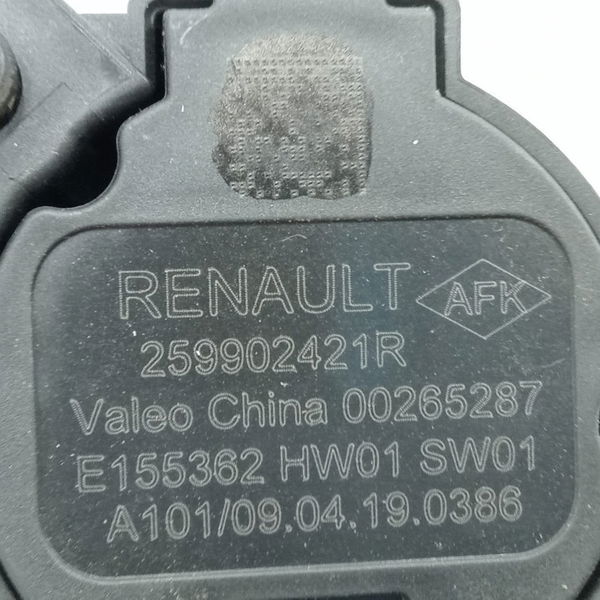 RENAULT AFK
259902421R
Valeo China 00265287
E155362 HW01 SW01
A101/09.04.19.0386